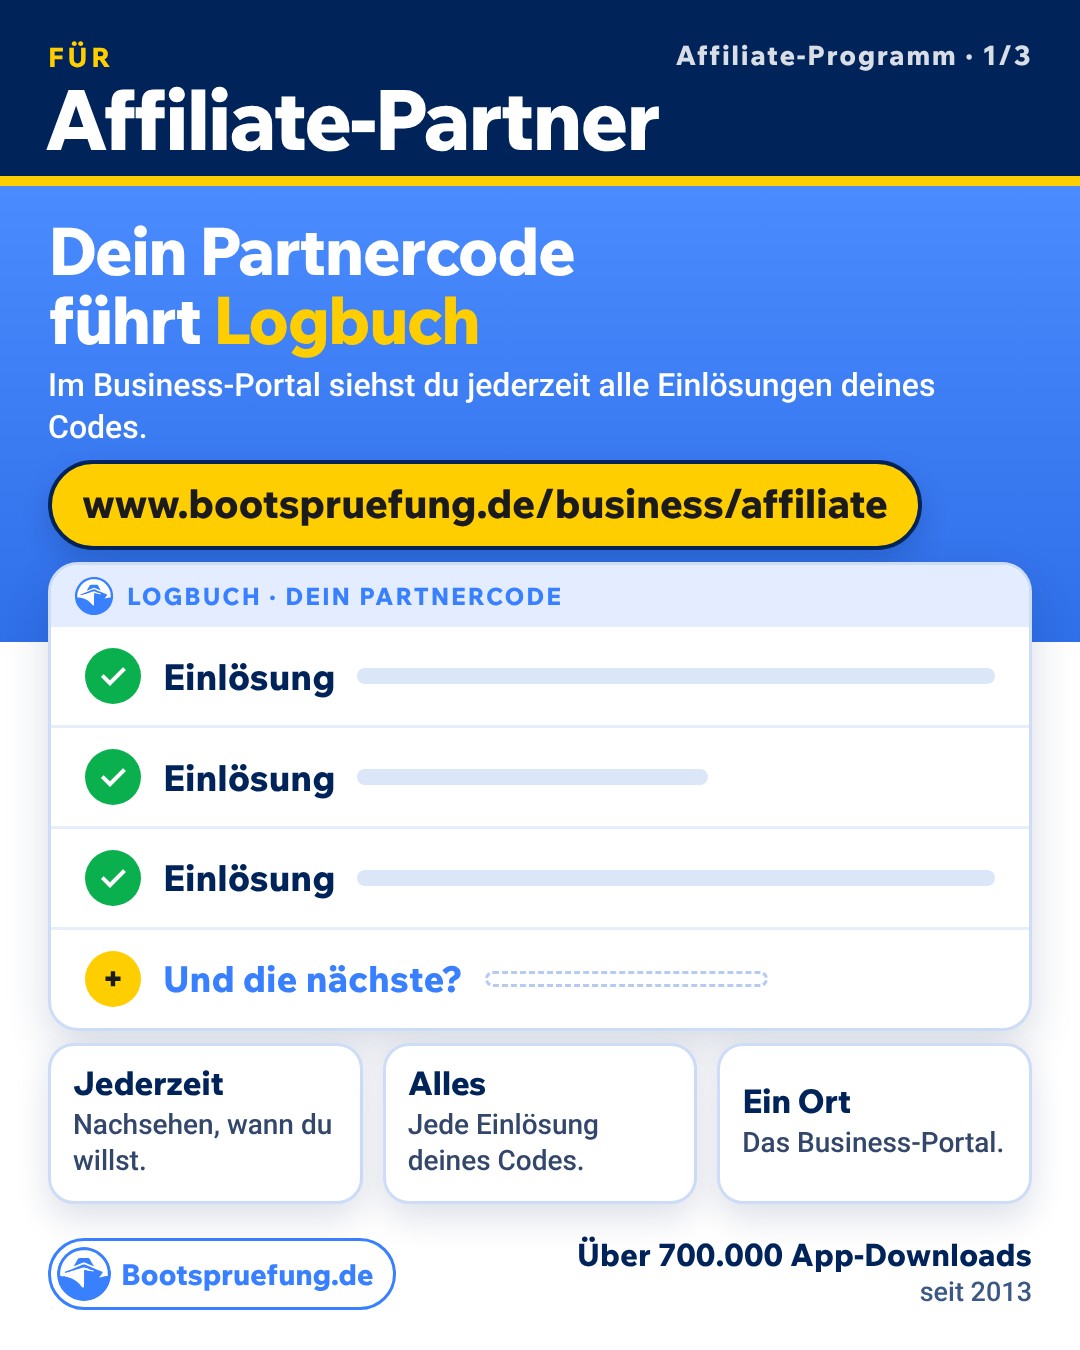 FÜR
Affiliate-Programm · 1/3
Affiliate-Partner
Dein Partnercode
führt Logbuch
Im Business-Portal siehst du jederzeit alle Einlösungen deines
Codes.
www.bootspruefung.de/business/affiliate
LOGBUCH · DEIN PARTNERCODE
Einlösung
Einlösung
Einlösung
+ Und die nächste?
Jederzeit
Nachsehen, wann du
willst.
Alles
Jede Einlösung
deines Codes.
Ein Ort
Das Business-Portal.
Bootspruefung.de
Über 700.000 App-Downloads
seit 2013